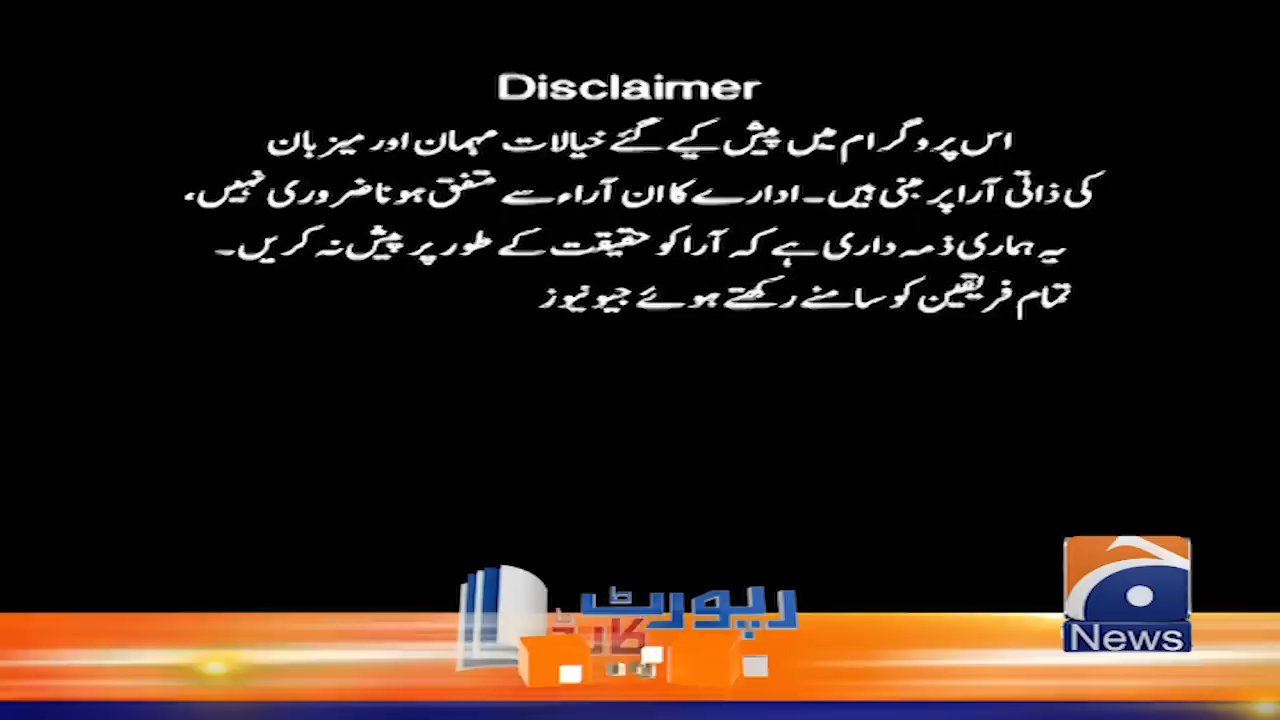 Disclaimer
اس پروگرام میں پیش کیے گئے خیالات مہمان اور میزبان
کی ذاتی آرا پر مبنی ہیں۔ ادارے کا ان آراء سے متفق ہونا ضروری نہیں،
یہ ہماری ذمہ داری ہے کہ آرا کو حقیقت کے طور پر پیش نہ کریں۔
تمام فریقین کو سامنے رکھتے ہوئے جیو نیوز
رپورٹ
کارڈ
News